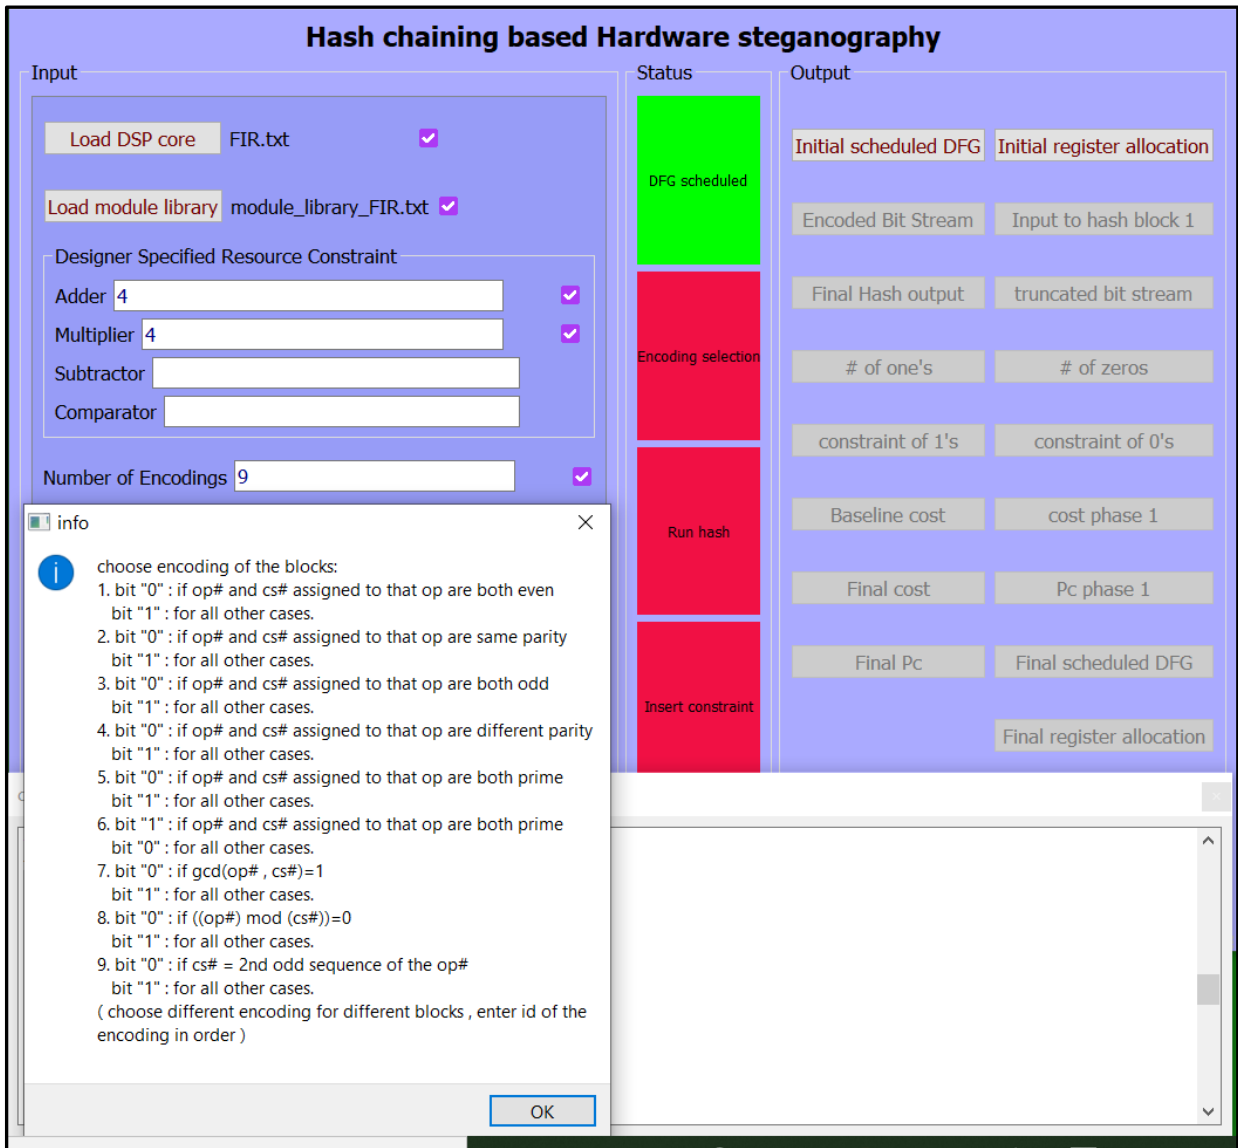 Hash chaining based Hardware steganography
Input
Load DSP core FIR.txt
Load module library module_library_FIR.txt
Designer Specified Resource Constraint
Adder 4
Multiplier 4
Subtractor
Comparator
Number of Encodings 9
info
choose encoding of the blocks:
1. bit "0" : if op# and cs# assigned to that op are both even
bit "1" : for all other cases.
2. bit "0" : if op# and cs# assigned to that op are same parity
bit "1" : for all other cases.
3. bit "0" : if op# and cs# assigned to that op are both odd
bit "1" : for all other cases.
4. bit "0" : if op# and cs# assigned to that op are different parity
bit "1" : for all other cases.
5. bit "0" : if op# and cs# assigned to that op are both prime
bit "1" : for all other cases.
6. bit "1" : if op# and cs# assigned to that op are both prime
bit "0" : for all other cases.
7. bit "0" : if gcd(op# , cs#)=1
bit "1" : for all other cases.
8. bit "0" : if ((op#) mod (cs#))=0
bit "1" : for all other cases.
9. bit "0" : if cs# = 2nd odd sequence of the op#
bit "1" : for all other cases.
( choose different encoding for different blocks , enter id of the
encoding in order )
OK
Status
DFG scheduled
Encoding selection
Run hash
Insert constraint
Output
Initial scheduled DFG Initial register allocation
Encoded Bit Stream Input to hash block 1
Final Hash output truncated bit stream
# of one's # of zeros
constraint of 1's constraint of 0's
Baseline cost cost phase 1
Final cost Pc phase 1
Final Pc Final scheduled DFG
Final register allocation